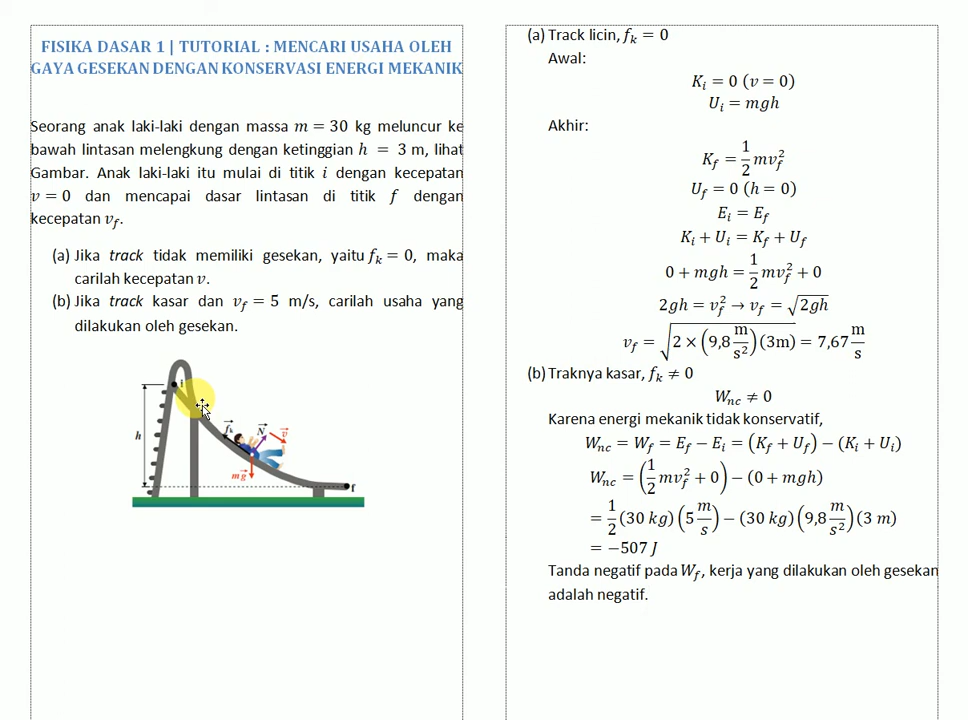 FISIKA DASAR 1 | TUTORIAL : MENCARI USAHA OLEH
GAYA GESEKAN DENGAN KONSERVASI ENERGI MEKANIK
Seorang anak laki-laki dengan massa m = 30 kg meluncur ke
bawah lintasan melengkung dengan ketinggian h = 3 m, lihat
Gambar. Anak laki-laki itu mulai di titik i dengan kecepatan
v = 0 dan mencapai dasar lintasan di titik f dengan
kecepatan v_f.
(a) Jika track tidak memiliki gesekan, yaitu f_k = 0, maka
carilah kecepatan v.
(b) Jika track kasar dan v_f = 5 m/s, carilah usaha yang
dilakukan oleh gesekan.
i
h
f_k
N
v
mg
f
(a) Track licin, f_k = 0
Awal:
K_i = 0 (v = 0)
U_i = mgh
Akhir:
K_f = 1/2 mv_f^2
U_f = 0 (h = 0)
E_i = E_f
K_i + U_i = K_f + U_f
0 + mgh = 1/2 mv_f^2 + 0
2gh = v_f^2 → v_f = √2gh
v_f = √2 × (9,8 m/s^2)(3m) = 7,67 m/s
(b) Traknya kasar, f_k ≠ 0
W_nc ≠ 0
Karena energi mekanik tidak konservatif,
W_nc = W_f = E_f − E_i = (K_f + U_f) − (K_i + U_i)
W_nc = (1/2 mv_f^2 + 0) − (0 + mgh)
= 1/2 (30 kg)(5 m/s) − (30 kg)(9,8 m/s^2)(3 m)
= −507 J
Tanda negatif pada W_f, kerja yang dilakukan oleh gesekan
adalah negatif.